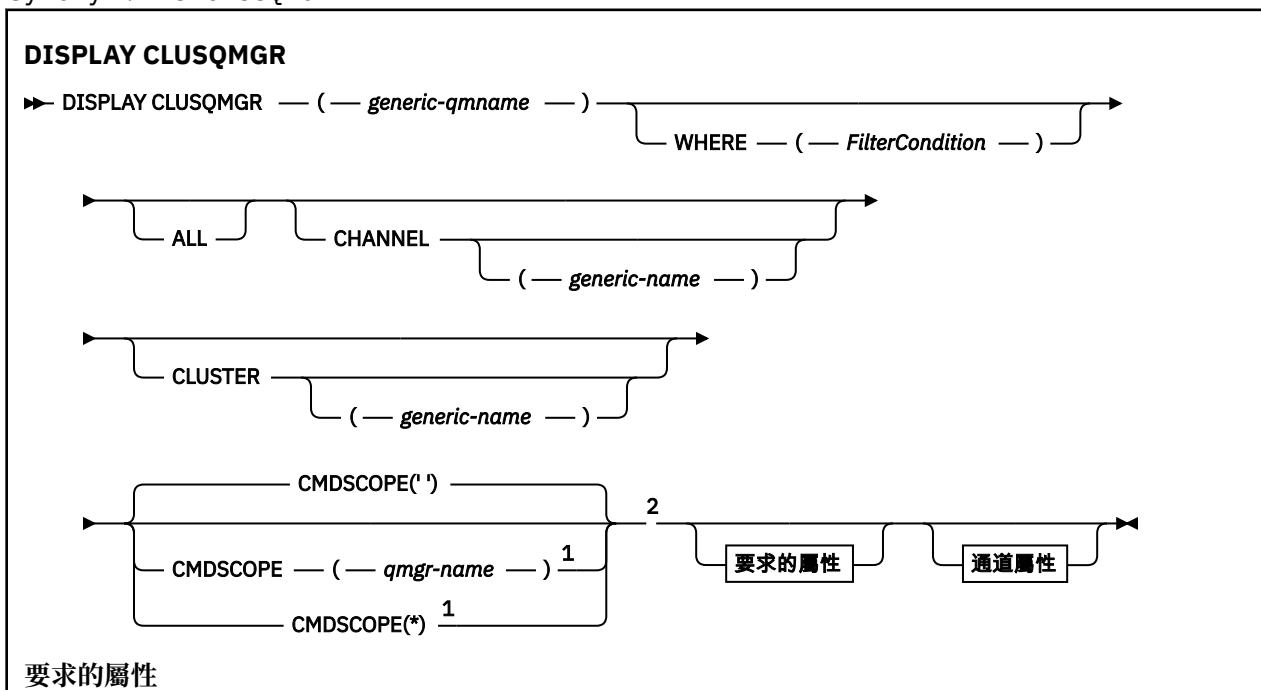 DISPLAY CLUSQMGR
DISPLAY CLUSQMGR ( generic-qmname )
WHERE ( FilterCondition )
ALL CHANNEL
( generic-name )
CLUSTER
( generic-name )
CMDSCOPE(' ')
2
CMDSCOPE ( qmgr-name ) 1
要求的屬性 通道屬性
CMDSCOPE(*) 1
要求的屬性